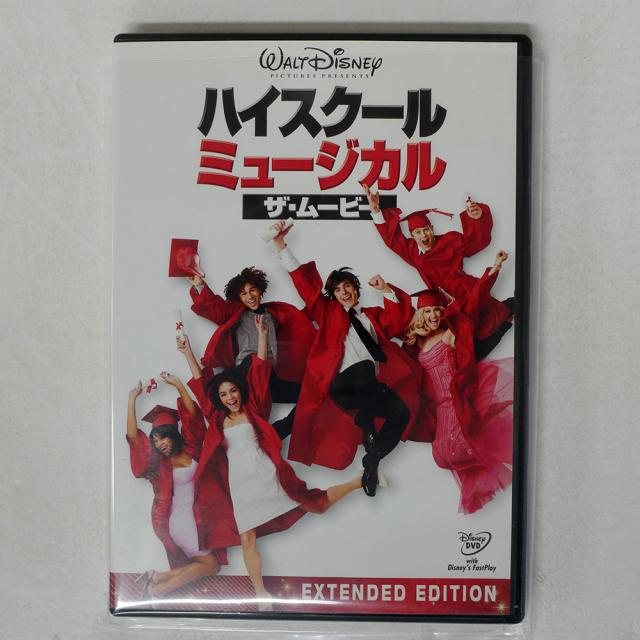 WALT DISNEY
PICTURES PRESENTS
ハイスクール
ミュージカル
ザ・ムービー
Disney
DVD
with
Disney's FastPlay
EXTENDED EDITION